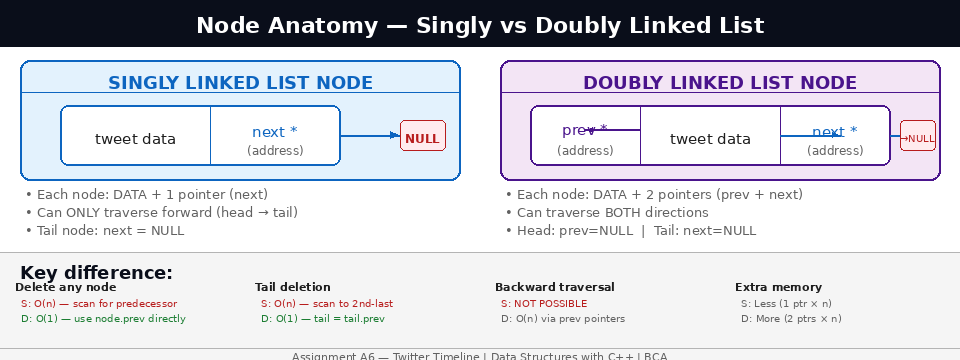 Node Anatomy — Singly vs Doubly Linked List
SINGLY LINKED LIST NODE
tweet data
next *
(address)
NULL
• Each node: DATA + 1 pointer (next)
• Can ONLY traverse forward (head → tail)
• Tail node: next = NULL
DOUBLY LINKED LIST NODE
prev *
(address)
tweet data
next *
(address)
→NULL
• Each node: DATA + 2 pointers (prev + next)
• Can traverse BOTH directions
• Head: prev=NULL | Tail: next=NULL
Key difference:
Delete any node
S: O(n) — scan for predecessor
D: O(1) — use node.prev directly
Tail deletion
S: O(n) — scan to 2nd-last
D: O(1) — tail = tail.prev
Backward traversal
S: NOT POSSIBLE
D: O(n) via prev pointers
Extra memory
S: Less (1 ptr × n)
D: More (2 ptrs × n)
Assignment A6 — Twitter Timeline | Data Structures with C++ | BCA